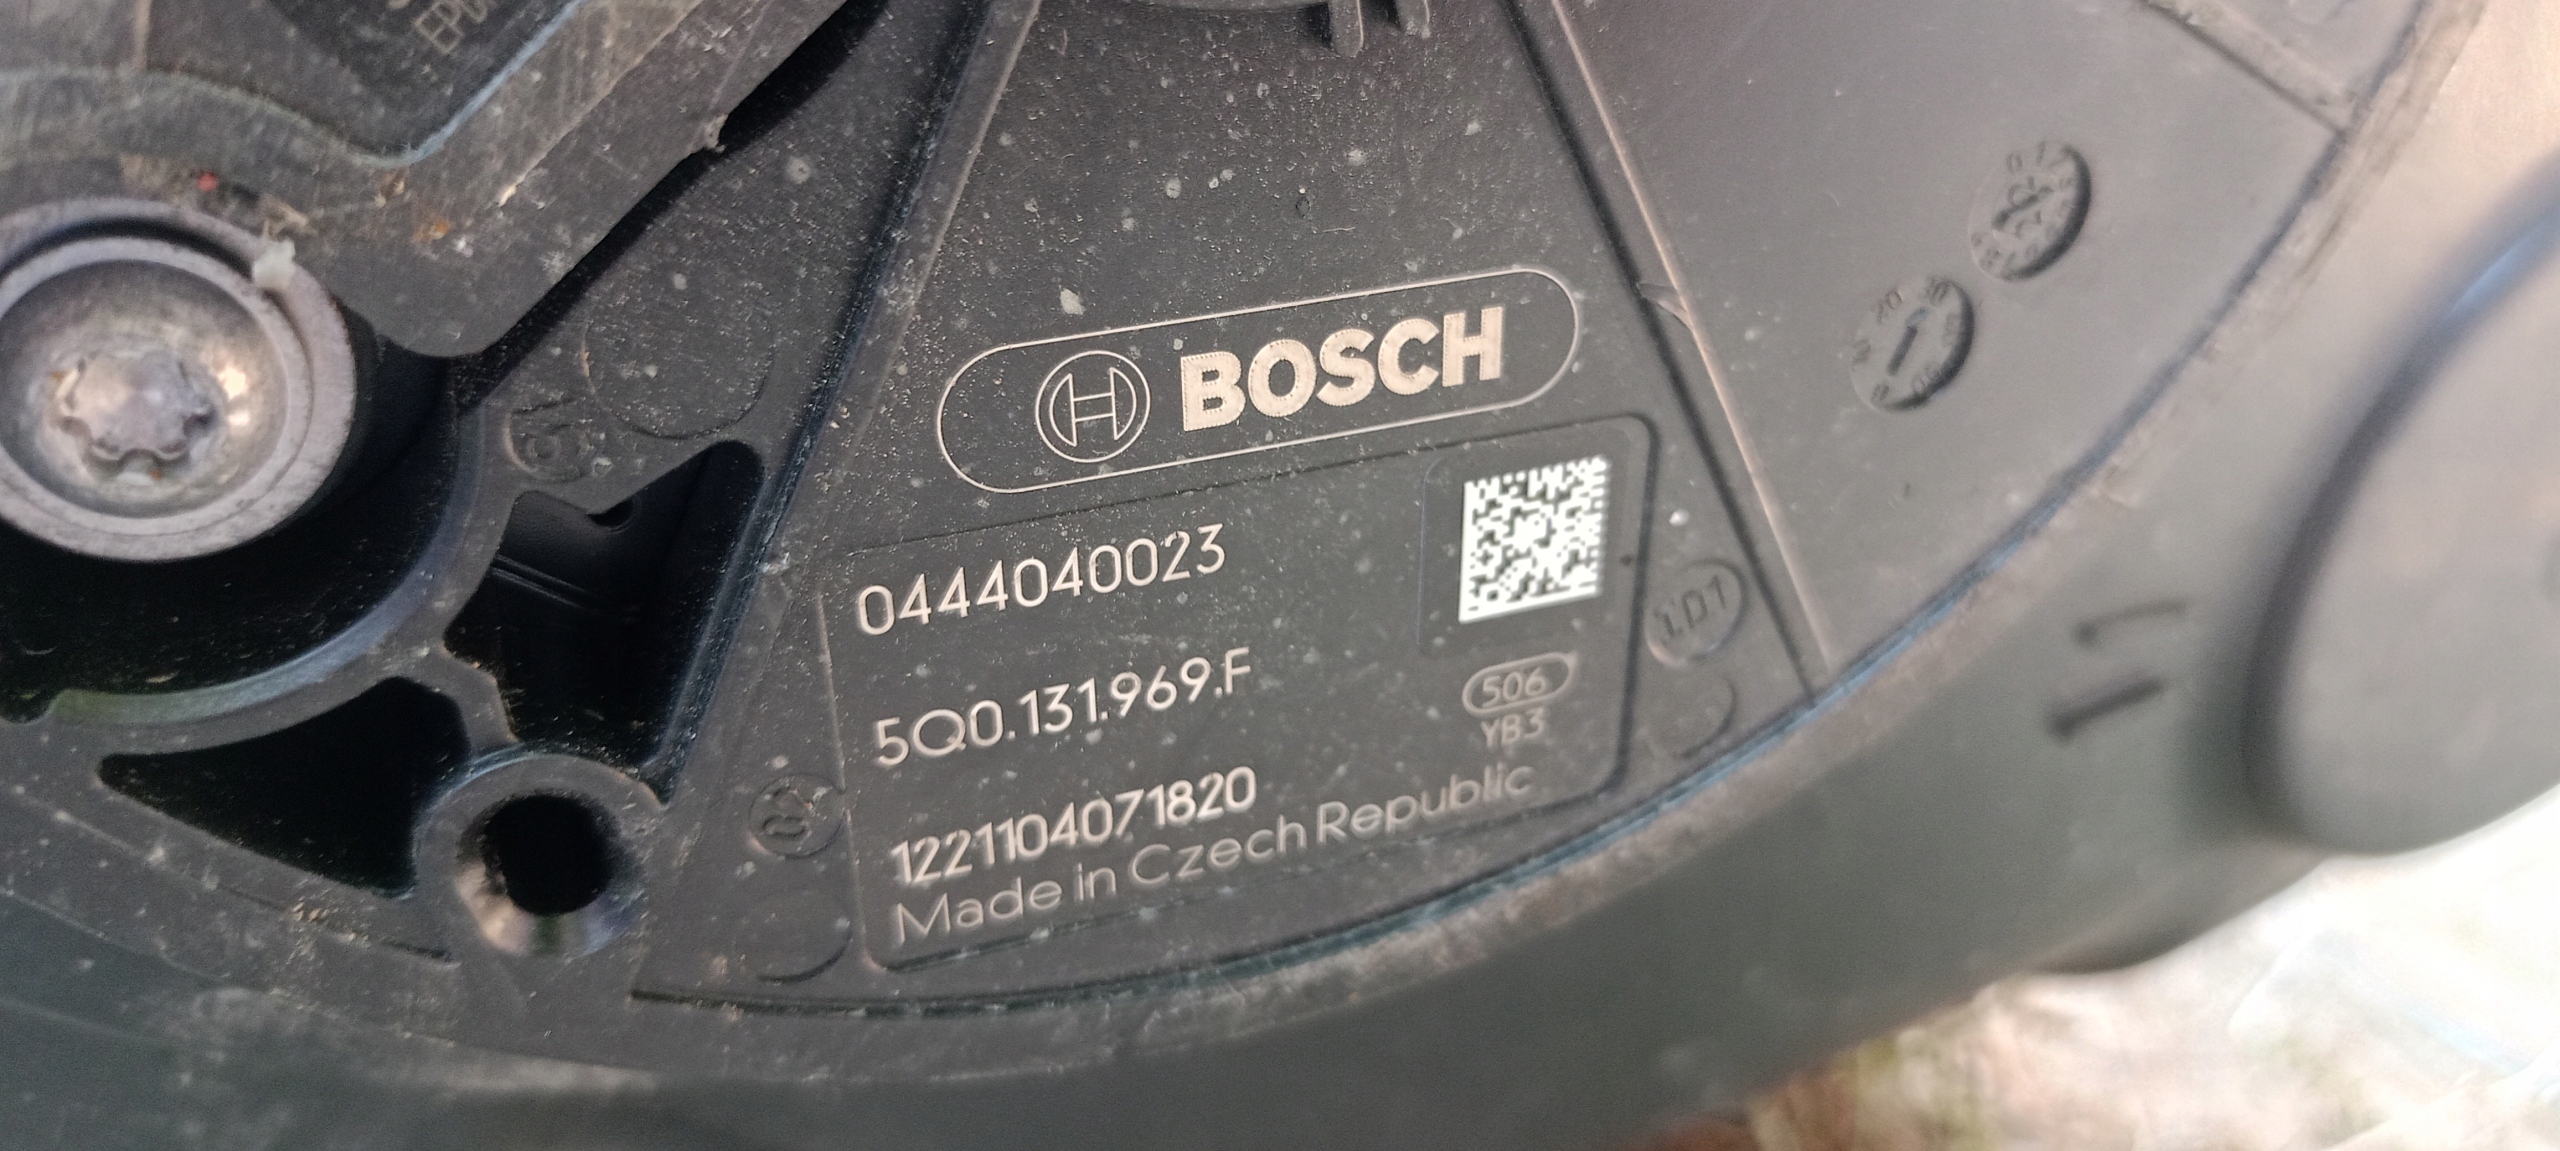 BOSCH
0444040023
5Q0.131.969.F
506
YB3
1221104071820
Made in Czech Republic